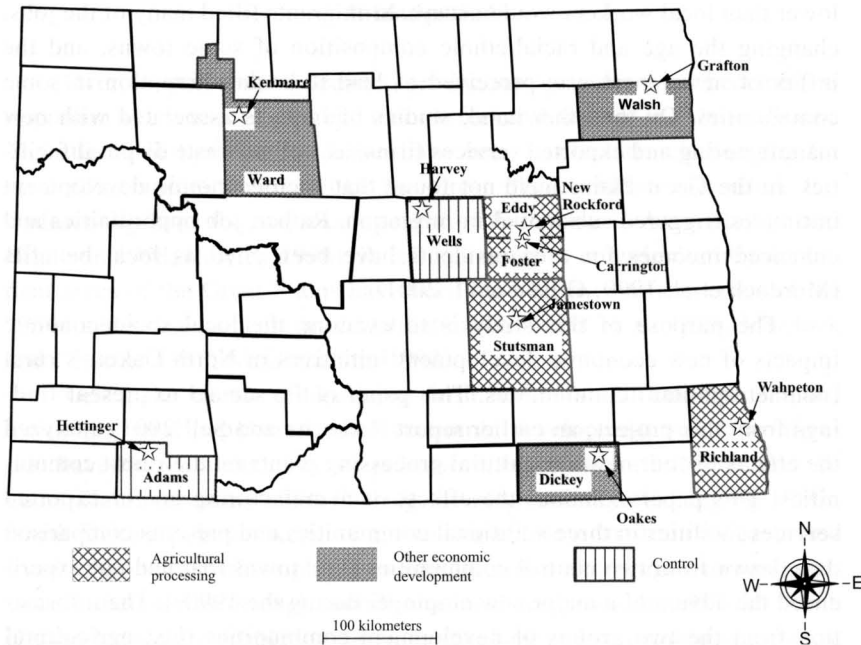 Grafton
Kenmare
Walsh
Ward
Harvey
New
Rockford
Eddy
Wells
Foster
Carrington
Jamestown
Stutsman
Wahpeton
Hettinger
Adams
Richland
Dickey
Oakes
Agricultural
processing
Other economic
development
Control
100 kilometers
N
W
E
S